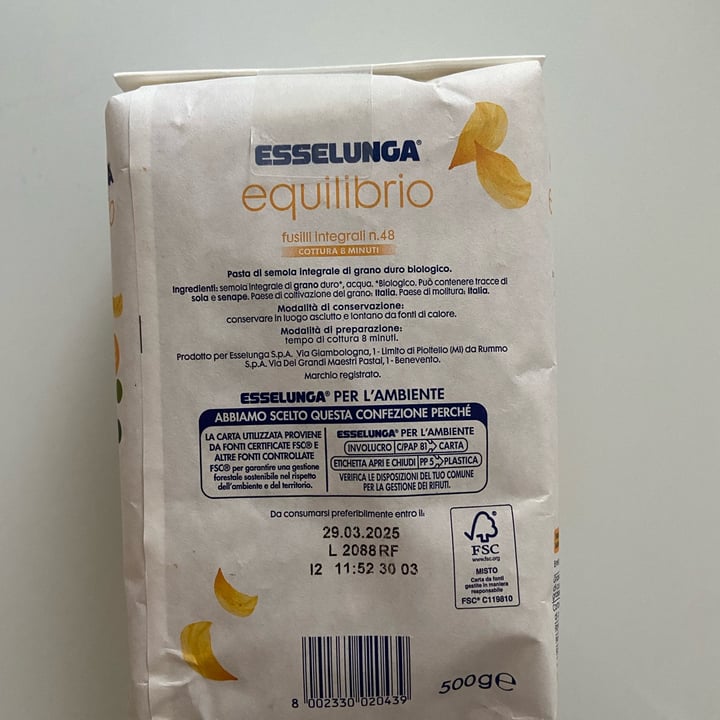 ESSELUNGA®
equilibrio
fusilli integrali n.48
COTTURA 8 MINUTI
Pasta di semola integrale di grano duro biologico.
Ingredienti: semola integrale di grano duro*, acqua. *Biologico. Può contenere tracce di
soia e senape. Paese di coltivazione del grano: Italia. Paese di molitura: Italia.
Modalità di conservazione:
conservare in luogo asciutto e lontano da fonti di calore.
Modalità di preparazione:
tempo di cottura 8 minuti.
Prodotto per Esselunga S.p.A. Via Giambologna, 1 - Limito di Pioltello (MI) da Rummo
S.p.A. Via Dei Grandi Maestri Pastai, 1 - Benevento.
Marchio registrato.
ESSELUNGA® PER L'AMBIENTE
ABBIAMO SCELTO QUESTA CONFEZIONE PERCHÉ
LA CARTA UTILIZZATA PROVIENE
DA FONTI CERTIFICATE FSC® E
ALTRE FONTI CONTROLLATE
FSC® per garantire una gestione
forestale sostenibile nel rispetto
dell'ambiente e del territorio.
ESSELUNGA® PER L'AMBIENTE
INVOLUCRO C/PAP 81 CARTA
ETICHETTA APRI E CHIUDI PP 5 PLASTICA
VERIFICA LE DISPOSIZIONI DEL TUO COMUNE
PER LA GESTIONE DEI RIFIUTI.
Da consumarsi preferibilmente entro il:
29.03.2025
L 2088 RF
I2 11:52 30 03
FSC
www.fsc.org
MISTO
Carta da fonti
gestite in maniera
responsabile
FSC® C119810
8 002330 020439
500g e